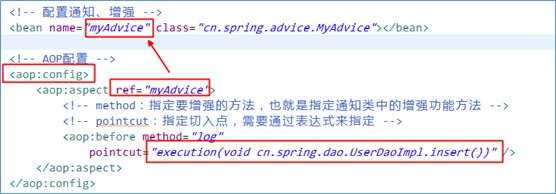 <!-- 配置通知、增强 -->
<bean name="myAdvice" class="cn.spring.advice.MyAdvice"></bean>
<!-- AOP配置 -->
<aop:config>
<aop:aspect ref="myAdvice">
<!-- method：指定要增强的方法，也就是指定通知类中的增强功能方法 -->
<!-- pointcut：指定切入点，需要通过表达式来指定 -->
<aop:before method="log"
pointcut="execution(void cn.spring.dao.UserDaoImpl.insert())" />
</aop:aspect>
</aop:config>